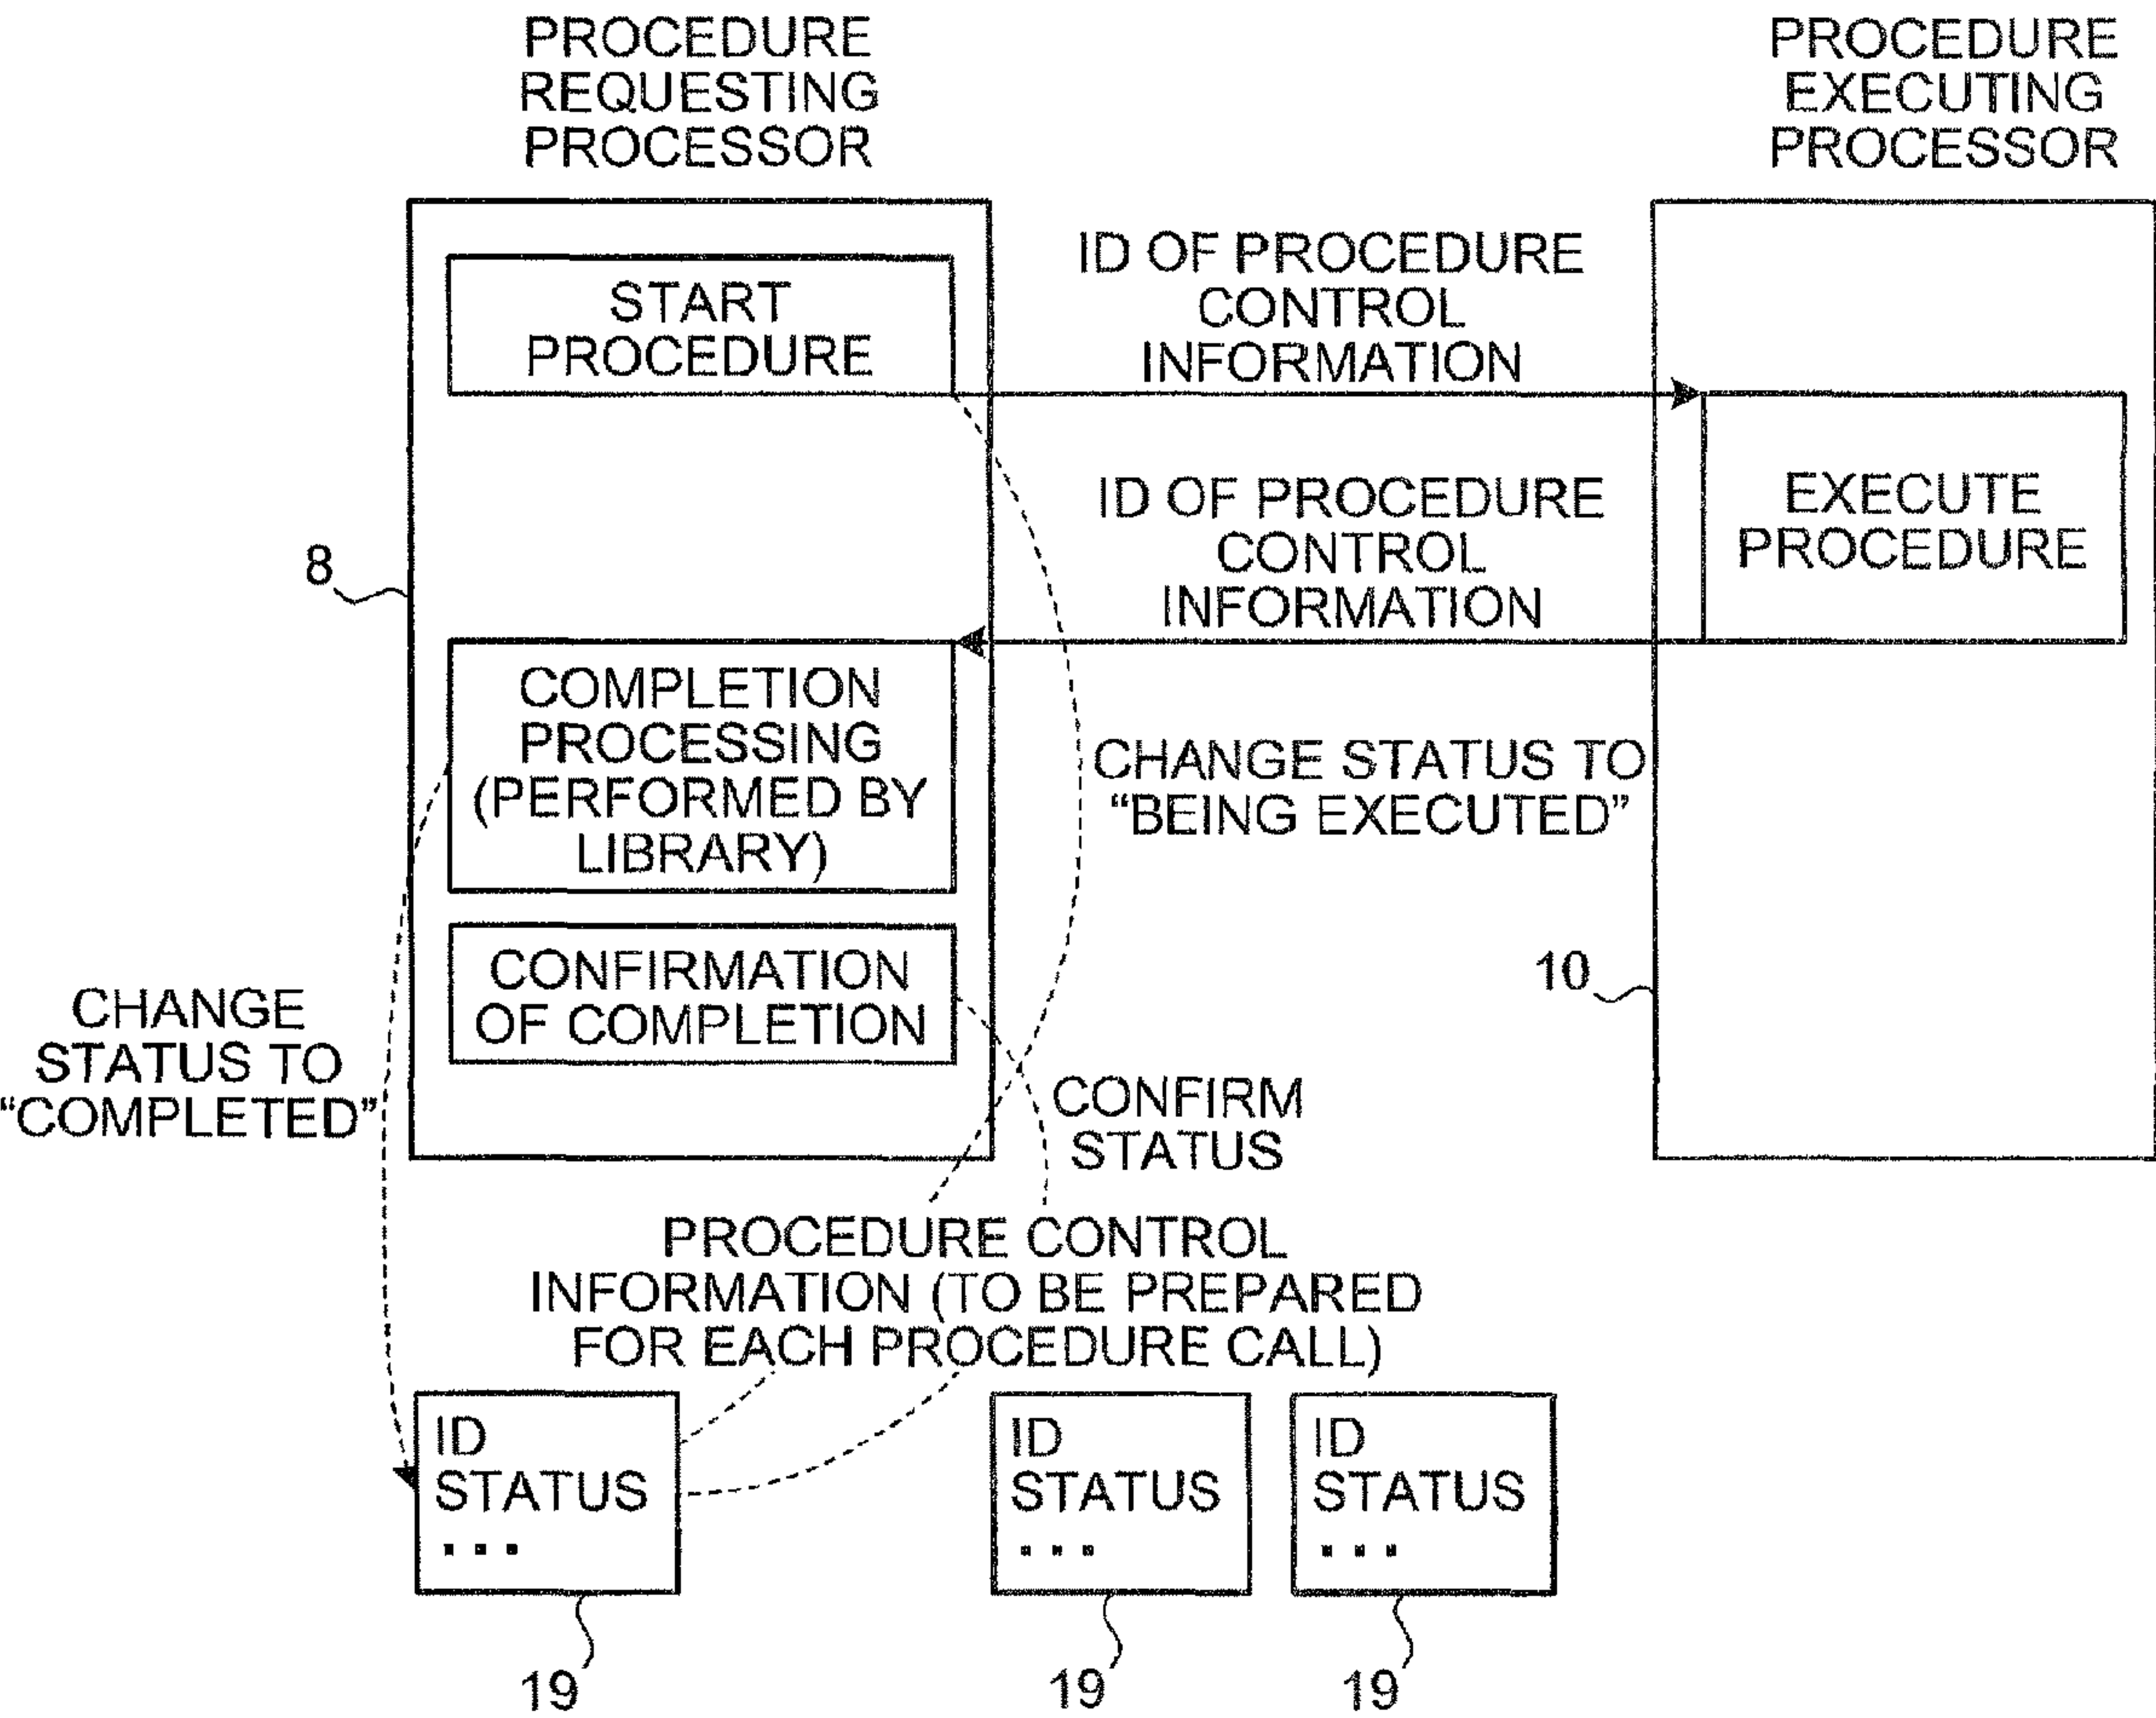 PROCEDURE
REQUESTING
PROCESSOR
PROCEDURE
EXECUTING
PROCESSOR
START
PROCEDURE
ID OF PROCEDURE
CONTROL
INFORMATION
EXECUTE
PROCEDURE
ID OF PROCEDURE
CONTROL
INFORMATION
8
COMPLETION
PROCESSING
(PERFORMED BY
LIBRARY)
CHANGE STATUS TO
“BEING EXECUTED”
CONFIRMATION
OF COMPLETION
10
CHANGE
STATUS TO
“COMPLETED”
CONFIRM
STATUS
PROCEDURE CONTROL
INFORMATION (TO BE PREPARED
FOR EACH PROCEDURE CALL)
ID
STATUS
...
ID
STATUS
...
ID
STATUS
...
19
19
19